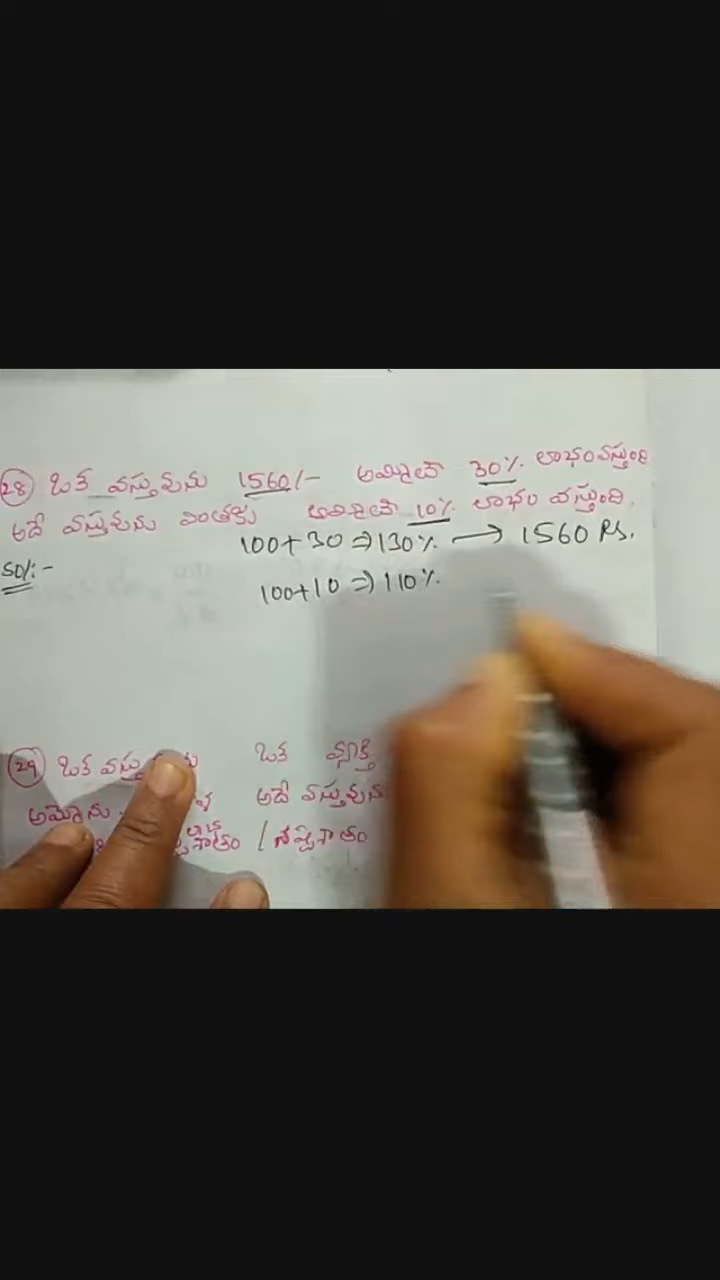 28 ఒక వస్తువును 1560/- అమ్మితే 30% లాభం వస్తుంది
అదే వస్తువును ఎంతకు అమ్మితే 10% లాభం వస్తుంది.
100+30 ⇒ 130% → 1560 Rs.
Sol:-
100+10 ⇒ 110%
29 ఒక ఒక వ్యక్తి
అమ్మెను. అదే వస్తువును
లాభ
/ నష్టశాతం